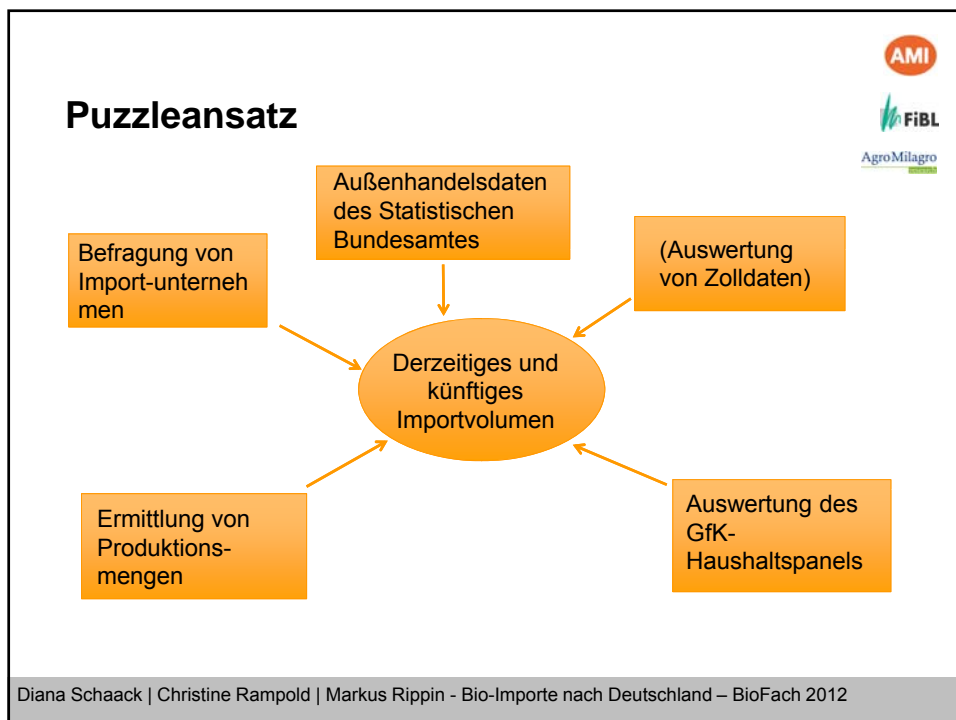 AMI
Puzzleansatz
FiBL
AgroMilagro
research
Außenhandelsdaten
des Statistischen
Bundesamtes
Befragung von
Import-unterneh
men
(Auswertung
von Zolldaten)
Derzeitiges und
künftiges
Importvolumen
Ermittlung von
Produktions-
mengen
Auswertung des
GfK-
Haushaltspanels
Diana Schaack | Christine Rampold | Markus Rippin - Bio-Importe nach Deutschland – BioFach 2012